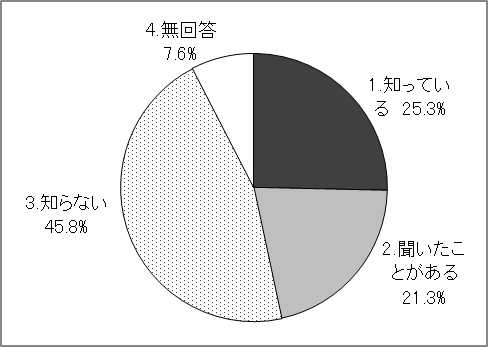 4.無回答
7.6%
1.知ってい
る 25.3%
3.知らない
45.8%
2.聞いたこ
とがある
21.3%